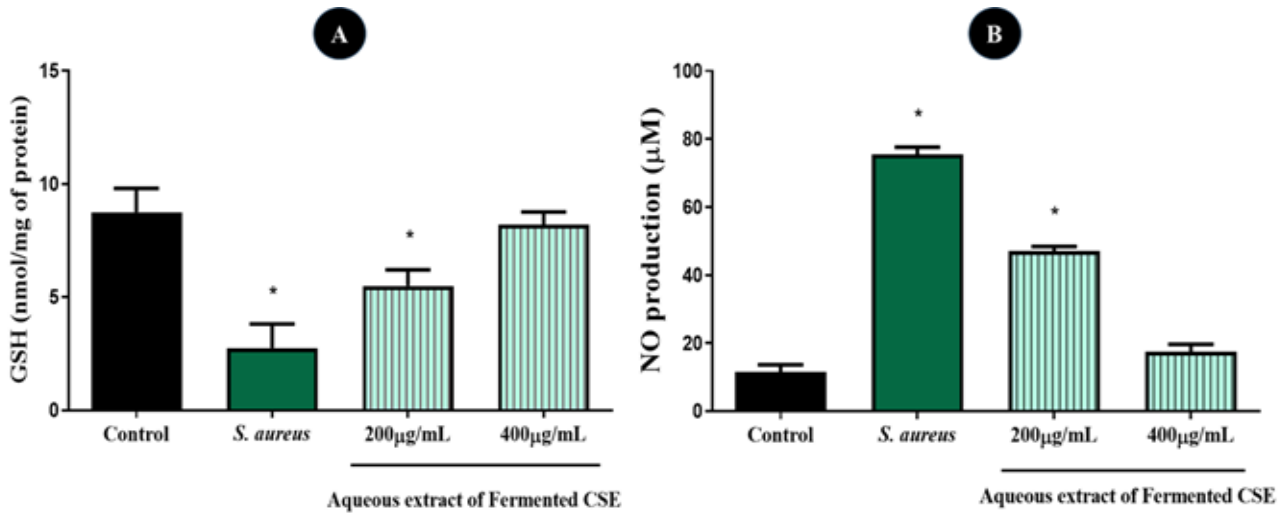 A
GSH (nmol/mg of protein)
15
10
5
0
*
*
Control
S. aureus
200μg/mL
400μg/mL
Aqueous extract of Fermented CSE
B
NO production (μM)
100
80
60
40
20
0
*
*
Control
S. aureus
200μg/mL
400μg/mL
Aqueous extract of Fermented CSE